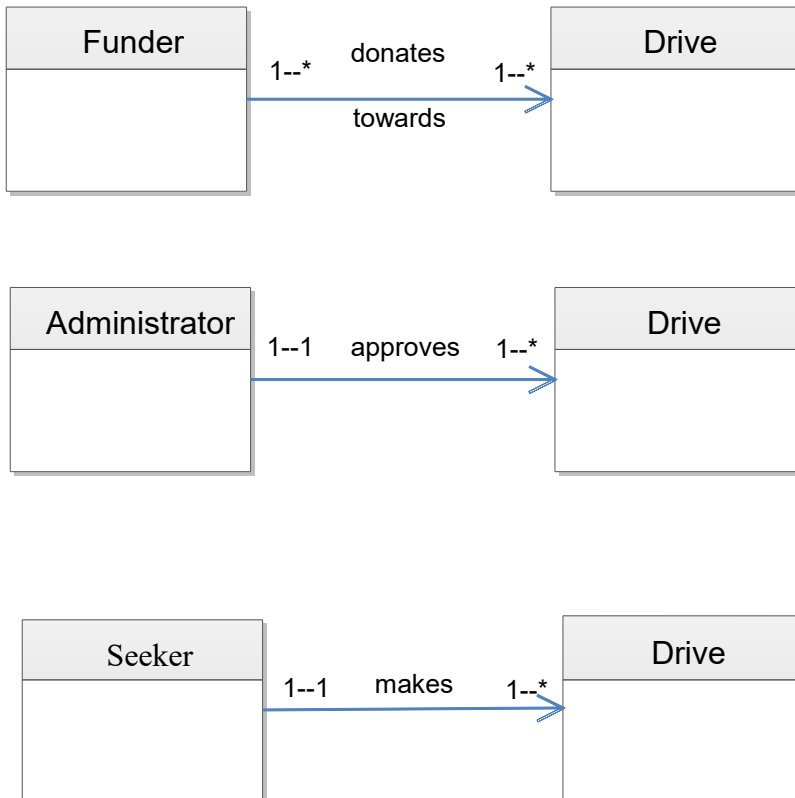 Funder
Drive
donates
1--*
1--*
towards
Administrator
Drive
1--1 approves 1--*
Seeker
Drive
1--1 makes 1--*